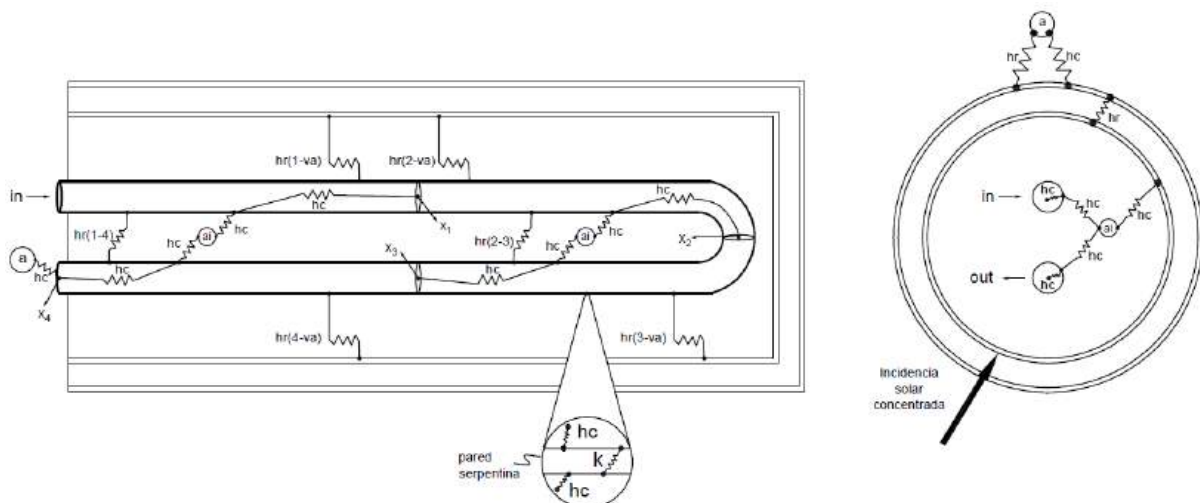 hr(1-va)
hr(2-va)
in
hc
hc
x₁
hr(1-4)
hc
ai
hc
hr(2-3)
hc
ai
hc
x₂
a
hc
hc
x₃
hc
x₄
hr(4-va)
hr(3-va)
pared
serpentina
hc
k
hc
a
hr
hc
hr
in
hc
hc
hc
ai
hc
out
hc
Incidencia
solar
concentrada